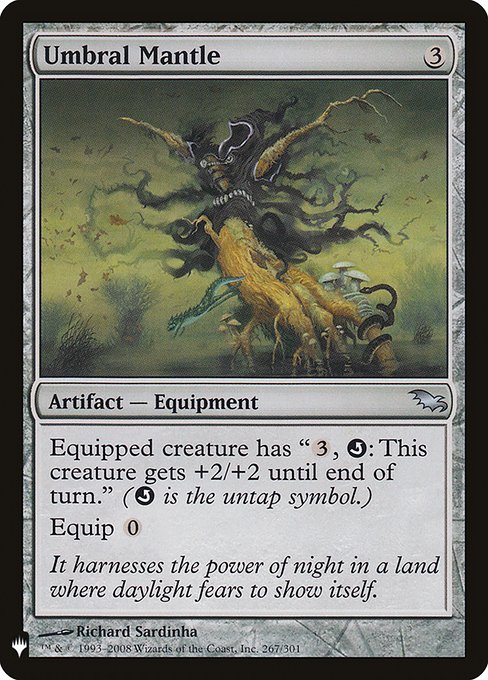 Umbral Mantle 3
Artifact — Equipment
Equipped creature has “3, : This
creature gets +2/+2 until end of
turn.” ( is the untap symbol.)
Equip 0
It harnesses the power of night in a land
where daylight fears to show itself.
Richard Sardinha
™ & © 1993–2008 Wizards of the Coast, Inc. 267/301